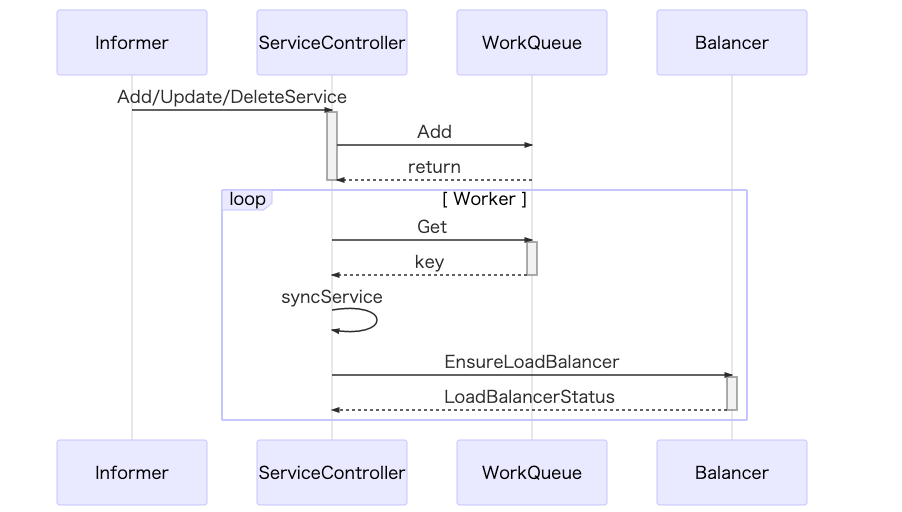 Informer
ServiceController
WorkQueue
Balancer
Add/Update/DeleteService
Add
return
loop
[ Worker ]
Get
key
syncService
EnsureLoadBalancer
LoadBalancerStatus
Informer
ServiceController
WorkQueue
Balancer